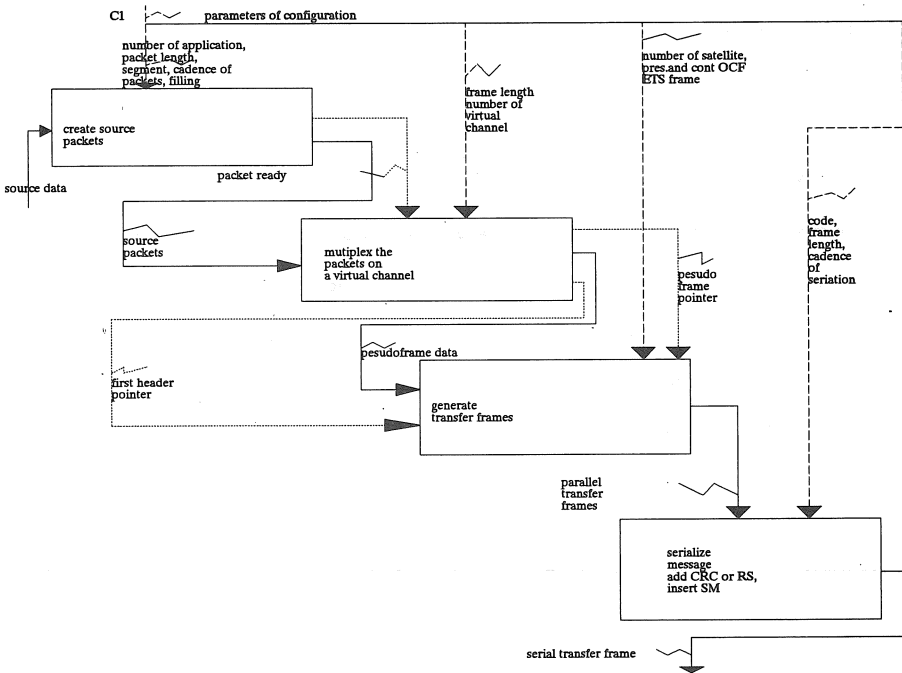 C1
parameters of configuration
number of application,
packet length,
segment, cadence of
packets, filling
number of satellite,
pres.and cont OCF
ETS frame
frame length
number of
virtual
channel
create source
packets
packet ready
source data
code,
frame
length,
cadence
of
seriation
source
packets
mutiplex the
packets on
a virtual channel
pesudo
frame
pointer
pesudoframe data
first header
pointer
generate
transfer frames
parallel
transfer
frames
serialize
message
add CRC or RS,
insert SM
serial transfer frame